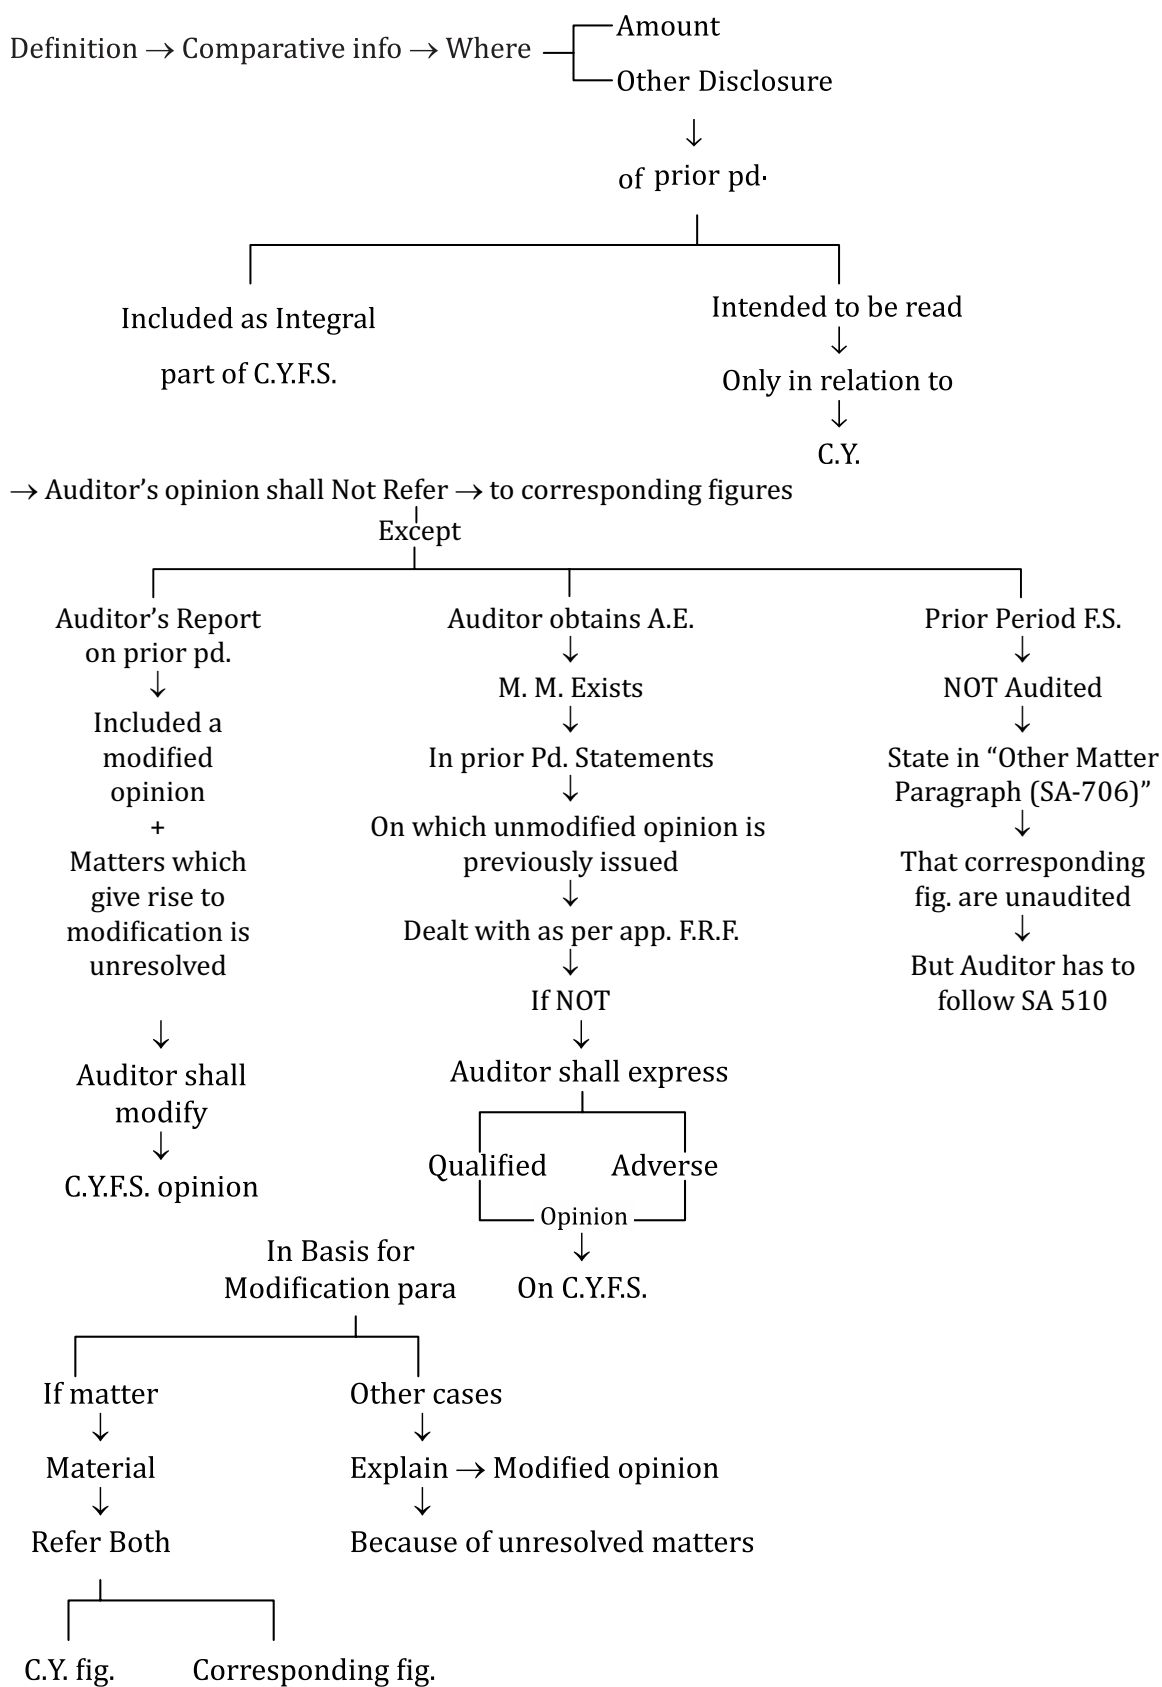 Definition → Comparative info → Where
Amount
Other Disclosure
↓
of prior pd.
Included as Integral
part of C.Y.F.S.
Intended to be read
↓
Only in relation to
↓
C.Y.
→ Auditor’s opinion shall Not Refer → to corresponding figures
Except
Auditor’s Report
on prior pd.
↓
Included a
modified
opinion
+
Matters which
give rise to
modification is
unresolved
↓
Auditor shall
modify
↓
C.Y.F.S. opinion
In Basis for
Modification para
If matter
↓
Material
↓
Refer Both
C.Y. fig.
Corresponding fig.
Other cases
↓
Explain → Modified opinion
↓
Because of unresolved matters
Auditor obtains A.E.
↓
M. M. Exists
↓
In prior Pd. Statements
↓
On which unmodified opinion is
previously issued
↓
Dealt with as per app. F.R.F.
↓
If NOT
↓
Auditor shall express
Qualified
Adverse
Opinion
↓
On C.Y.F.S.
Prior Period F.S.
↓
NOT Audited
↓
State in “Other Matter
Paragraph (SA-706)”
↓
That corresponding
fig. are unaudited
↓
But Auditor has to
follow SA 510